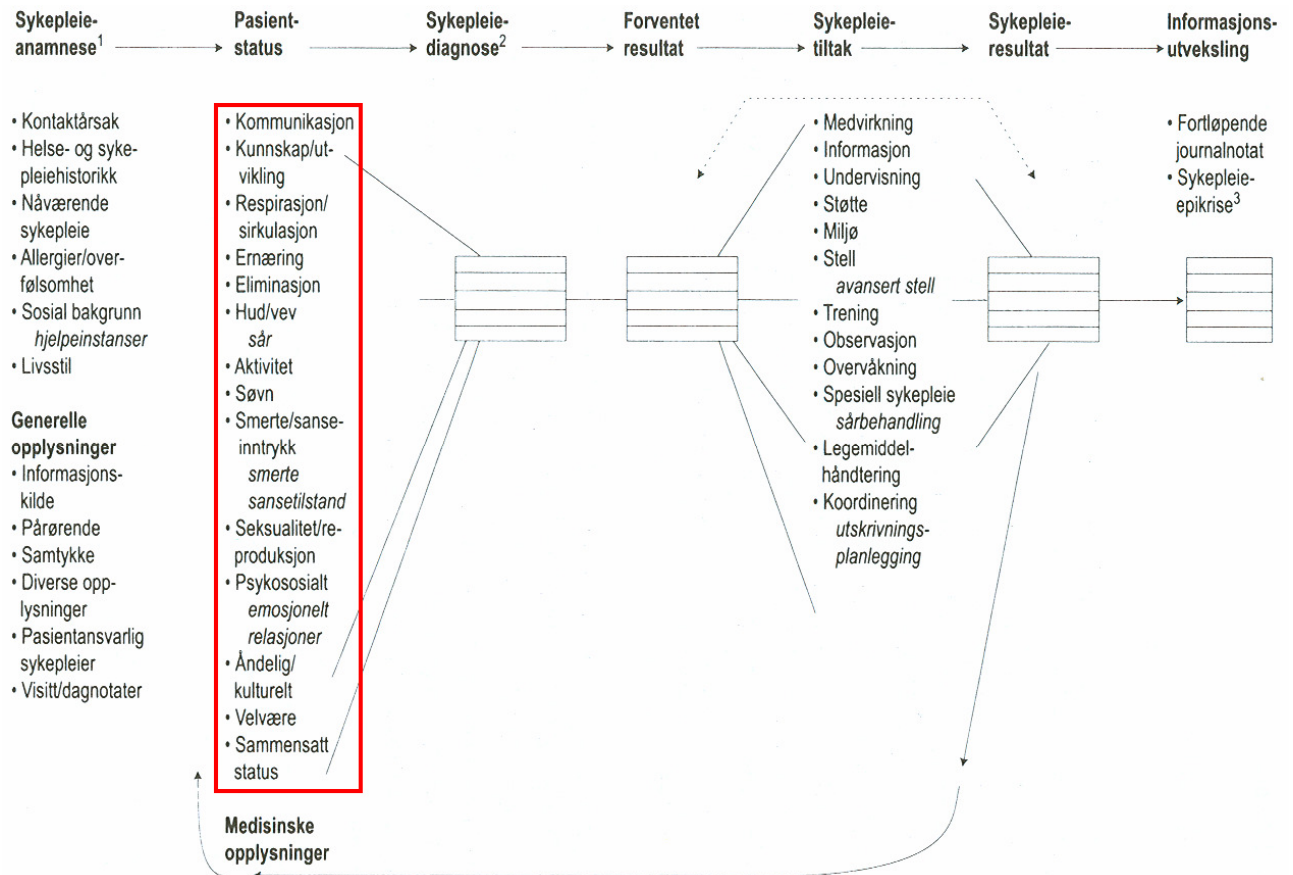 Sykepleie-
anamnese1
Pasient-
status
Sykepleie-
diagnose2
Forventet
resultat
Sykepleie-
tiltak
Sykepleie-
resultat
Informasjons-
utveksling
• Kontaktårsak
• Helse- og syke-
pleiehistorikk
• Nåværende
sykepleie
• Allergier/over-
følsomhet
• Sosial bakgrunn
hjelpeinstanser
• Livsstil
Generelle
opplysninger
• Informasjons-
kilde
• Pårørende
• Samtykke
• Diverse opp-
lysninger
• Pasientansvarlig
sykepleier
• Visitt/dagnotater
• Kommunikasjon
• Kunnskap/ut-
vikling
• Respirasjon/
sirkulasjon
• Ernæring
• Eliminasjon
• Hud/vev
sår
• Aktivitet
• Søvn
• Smerte/sanse-
inntrykk
smerte
sansetilstand
• Seksualitet/re-
produksjon
• Psykososialt
emosjonelt
relasjoner
• Åndelig/
kulturelt
• Velvære
• Sammensatt
status
Medisinske
opplysninger
• Medvirkning
• Informasjon
• Undervisning
• Støtte
• Miljø
• Stell
avansert stell
• Trening
• Observasjon
• Overvåkning
• Spesiell sykepleie
sårbehandling
• Legemiddel-
håndtering
• Koordinering
utskrivnings-
planlegging
• Fortløpende
journalnotat
• Sykepleie-
epikrise3